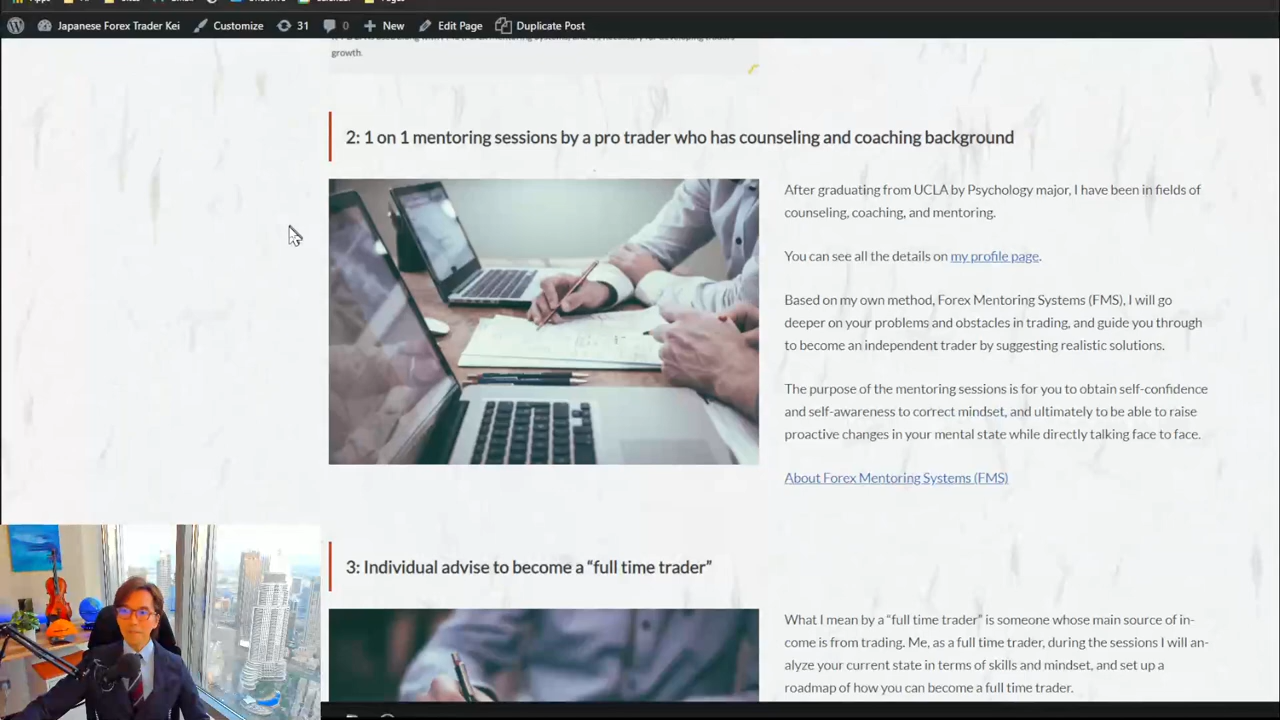 Japanese Forex Trader Kei Customize 31 0 New Edit Page Duplicate Post
growth.
2: 1 on 1 mentoring sessions by a pro trader who has counseling and coaching background
After graduating from UCLA by Psychology major, I have been in fields of
counseling, coaching, and mentoring.
You can see all the details on my profile page.
Based on my own method, Forex Mentoring Systems (FMS), I will go
deeper on your problems and obstacles in trading, and guide you through
to become an independent trader by suggesting realistic solutions.
The purpose of the mentoring sessions is for you to obtain self-confidence
and self-awareness to correct mindset, and ultimately to be able to raise
proactive changes in your mental state while directly talking face to face.
About Forex Mentoring Systems (FMS)
3: Individual advise to become a “full time trader”
What I mean by a “full time trader” is someone whose main source of in-
come is from trading. Me, as a full time trader, during the sessions I will an-
alyze your current state in terms of skills and mindset, and set up a
roadmap of how you can become a full time trader.